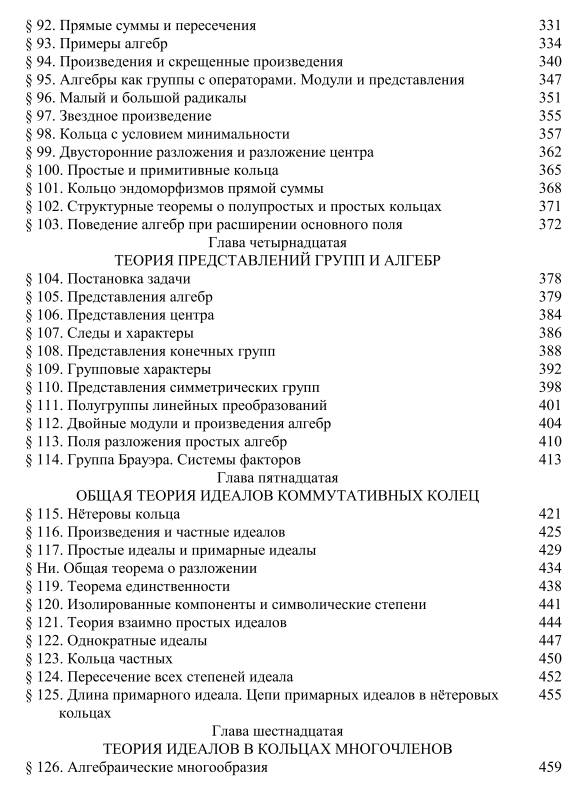 § 92. Прямые суммы и пересечения 331
§ 93. Примеры алгебр 334
§ 94. Произведения и скрещенные произведения 340
§ 95. Алгебры как группы с операторами. Модули и представления 347
§ 96. Малый и большой радикалы 351
§ 97. Звездное произведение 355
§ 98. Кольца с условием минимальности 357
§ 99. Двусторонние разложения и разложение центра 362
§ 100. Простые и примитивные кольца 365
§ 101. Кольцо эндоморфизмов прямой суммы 368
§ 102. Структурные теоремы о полупростых и простых кольцах 371
§ 103. Поведение алгебр при расширении основного поля 372
Глава четырнадцатая
ТЕОРИЯ ПРЕДСТАВЛЕНИЙ ГРУПП И АЛГЕБР
§ 104. Постановка задачи 378
§ 105. Представления алгебр 379
§ 106. Представления центра 384
§ 107. Следы и характеры 386
§ 108. Представления конечных групп 388
§ 109. Групповые характеры 392
§ 110. Представления симметрических групп 398
§ 111. Полугруппы линейных преобразований 401
§ 112. Двойные модули и произведения алгебр 404
§ 113. Поля разложения простых алгебр 410
§ 114. Группа Брауэра. Системы факторов 413
Глава пятнадцатая
ОБЩАЯ ТЕОРИЯ ИДЕАЛОВ КОММУТАТИВНЫХ КОЛЕЦ
§ 115. Нётеровы кольца 421
§ 116. Произведения и частные идеалов 425
§ 117. Простые идеалы и примарные идеалы 429
§ Ни. Общая теорема о разложении 434
§ 119. Теорема единственности 438
§ 120. Изолированные компоненты и символические степени 441
§ 121. Теория взаимно простых идеалов 444
§ 122. Однократные идеалы 447
§ 123. Кольца частных 450
§ 124. Пересечение всех степеней идеала 452
§ 125. Длина примарного идеала. Цепи примарных идеалов в нётеровых 455
кольцах
Глава шестнадцатая
ТЕОРИЯ ИДЕАЛОВ В КОЛЬЦАХ МНОГОЧЛЕНОВ
§ 126. Алгебраические многообразия 459